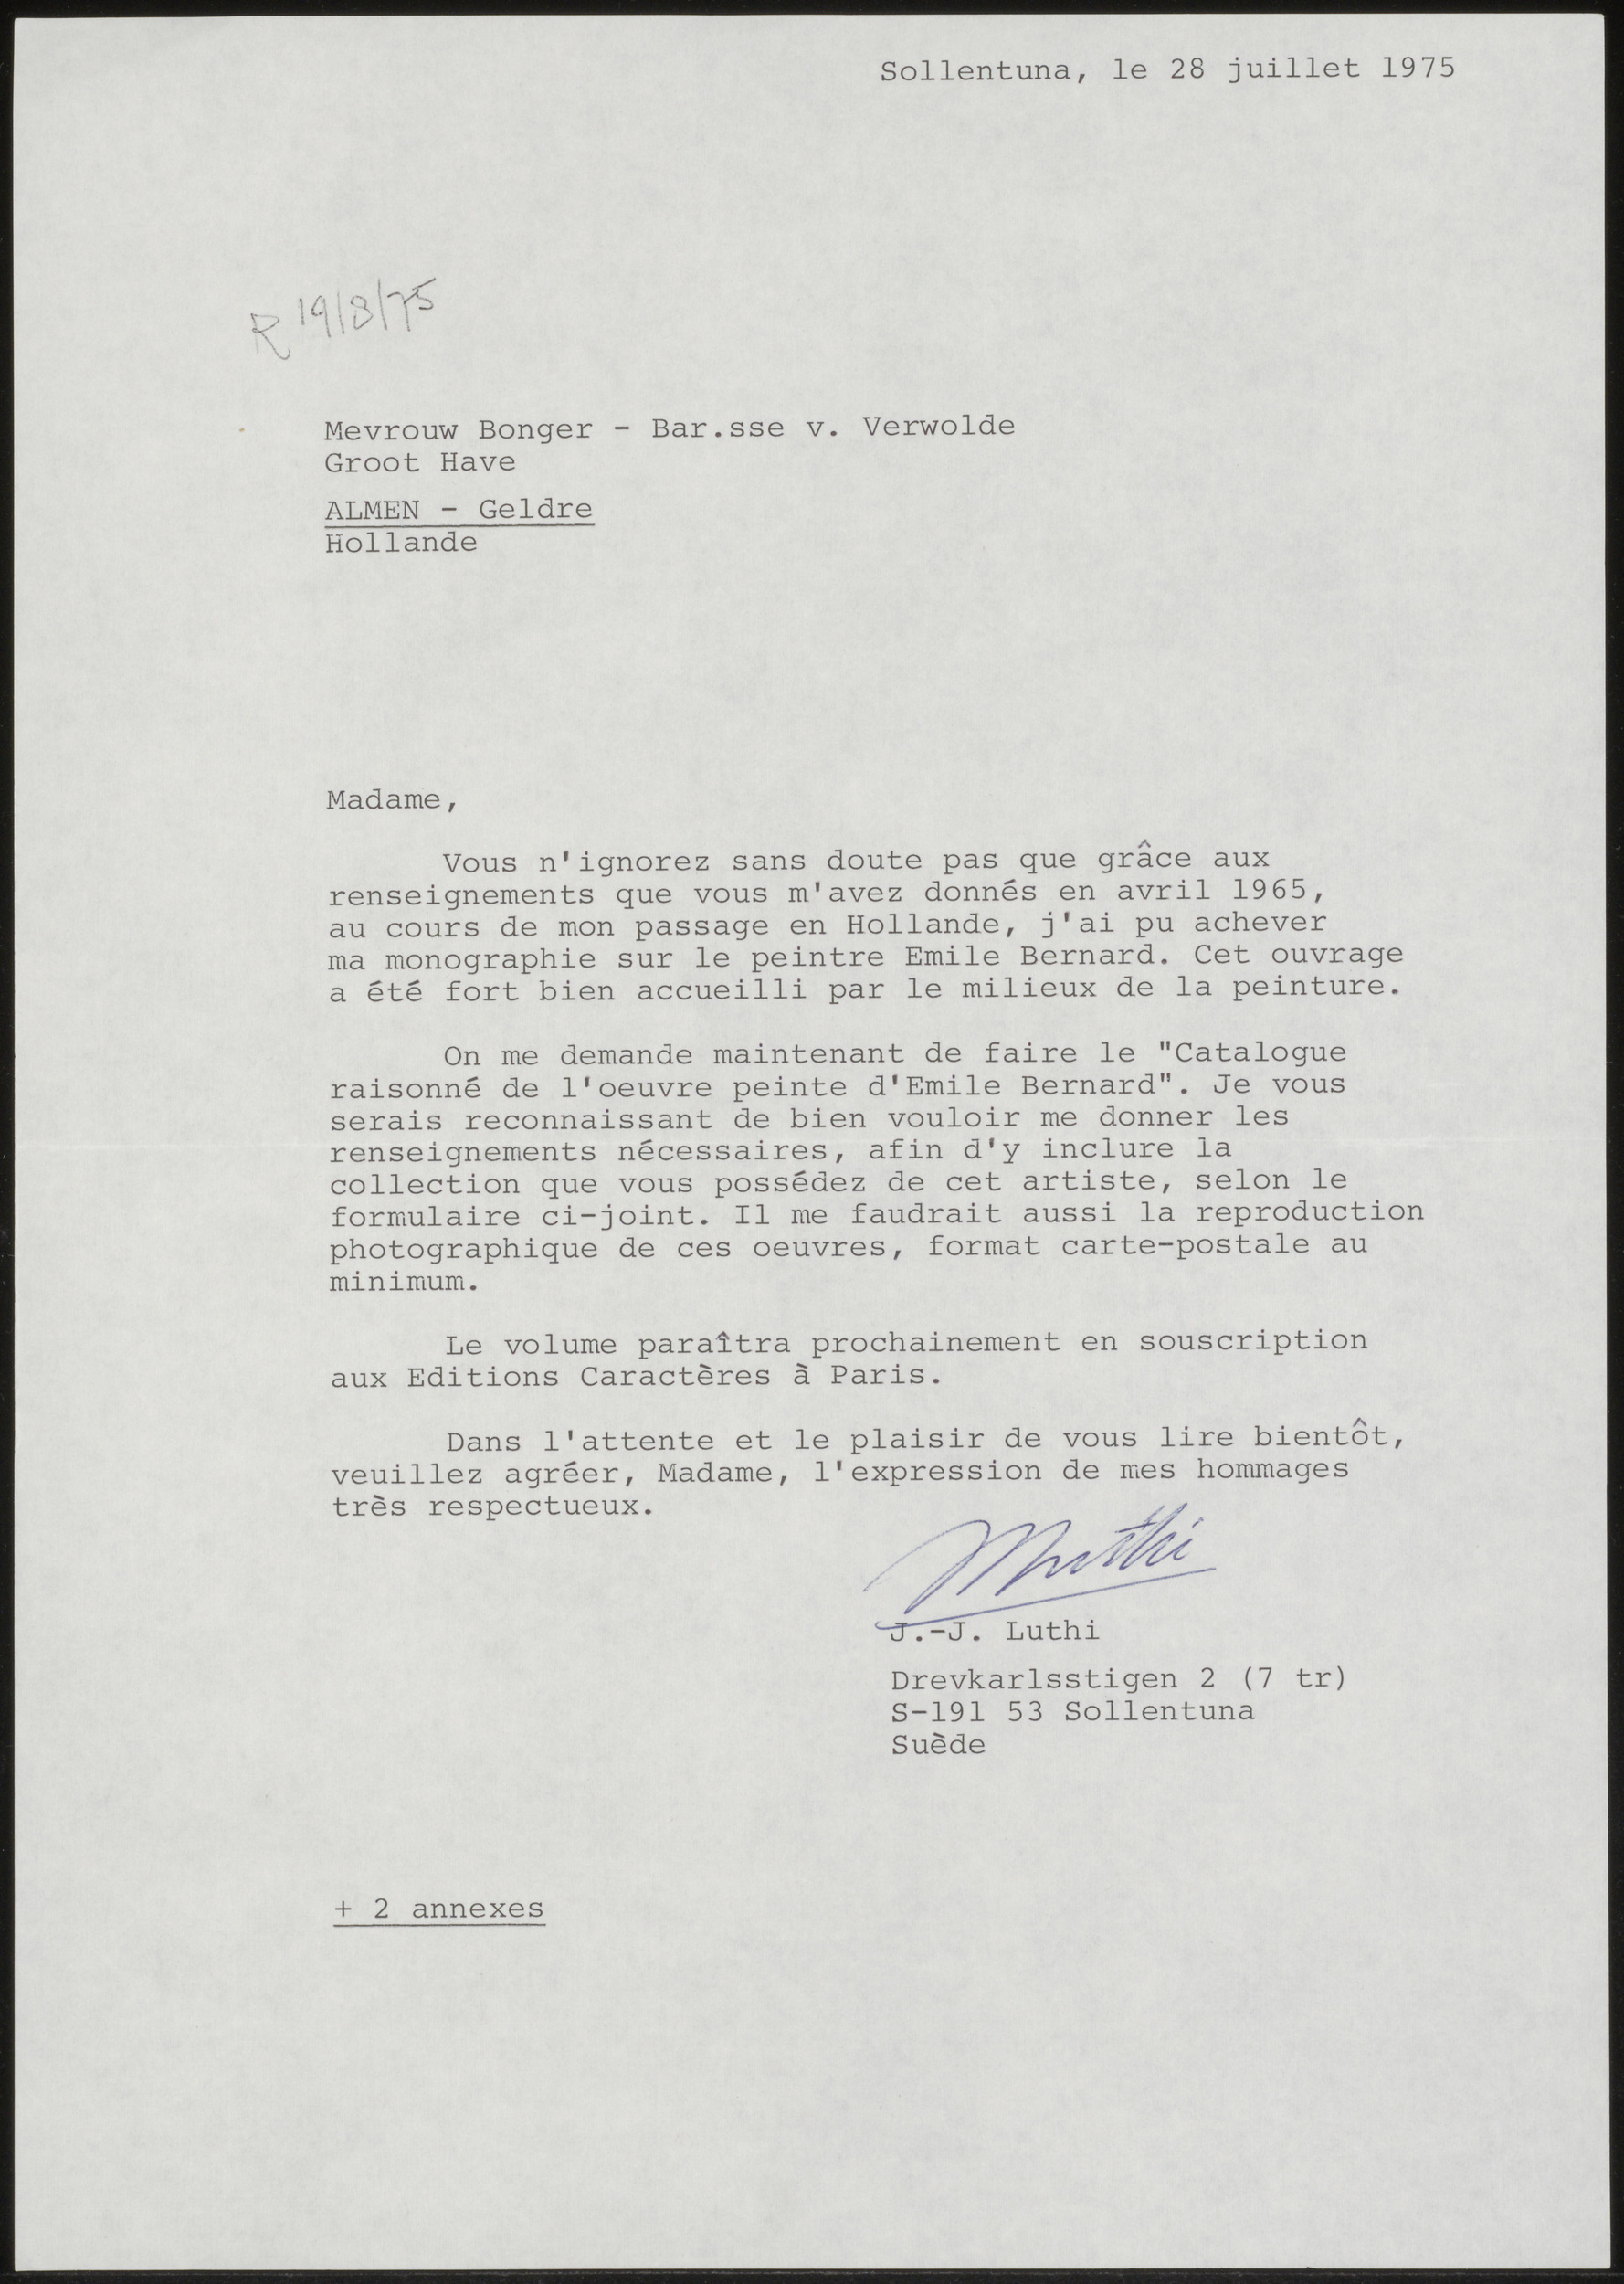 Sollentuna, le 28 juillet 1975
R 19/8/75
Mevrouw Bonger - Bar.sse v. Verwolde
Groot Have
ALMEN - Geldre
Hollande
Madame,
Vous n'ignorez sans doute pas que grâce aux
renseignements que vous m'avez donnés en avril 1965,
au cours de mon passage en Hollande, j'ai pu achever
ma monographie sur le peintre Emile Bernard. Cet ouvrage
a été fort bien accueilli par le milieux de la peinture.
On me demande maintenant de faire le "Catalogue
raisonné de l'oeuvre peinte d'Emile Bernard". Je vous
serais reconnaissant de bien vouloir me donner les
renseignements nécessaires, afin d'y inclure la
collection que vous possédez de cet artiste, selon le
formulaire ci-joint. Il me faudrait aussi la reproduction
photographique de ces oeuvres, format carte-postale au
minimum.
Le volume paraîtra prochainement en souscription
aux Editions Caractères à Paris.
Dans l'attente et le plaisir de vous lire bientôt,
veuillez agréer, Madame, l'expression de mes hommages
très respectueux.
J.-J. Luthi
Drevkarlsstigen 2 (7 tr)
S-191 53 Sollentuna
Suède
+ 2 annexes